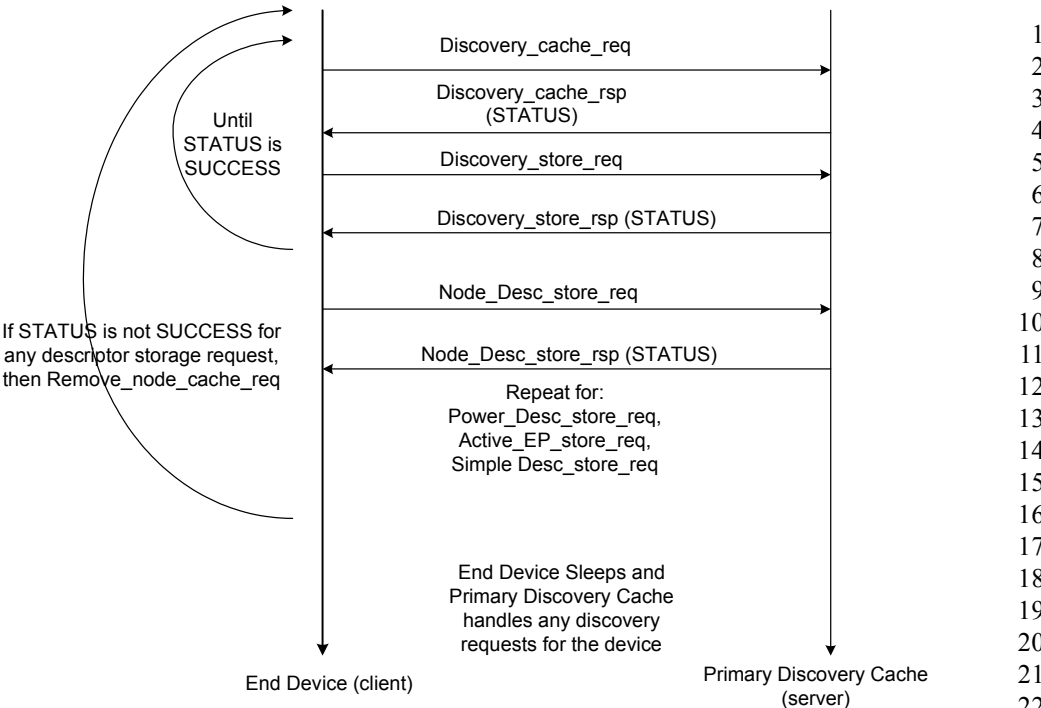 Discovery_cache_req
Discovery_cache_rsp
(STATUS)
Until
STATUS is
SUCCESS
Discovery_store_req
Discovery_store_rsp (STATUS)
Node_Desc_store_req
If STATUS is not SUCCESS for
any descriptor storage request,
then Remove_node_cache_req
Node_Desc_store_rsp (STATUS)
Repeat for:
Power_Desc_store_req,
Active_EP_store_req,
Simple Desc_store_req
End Device Sleeps and
Primary Discovery Cache
handles any discovery
requests for the device
End Device (client)
Primary Discovery Cache
(server)
1
2
3
4
5
6
7
8
9
10
11
12
13
14
15
16
17
18
19
20
21
22